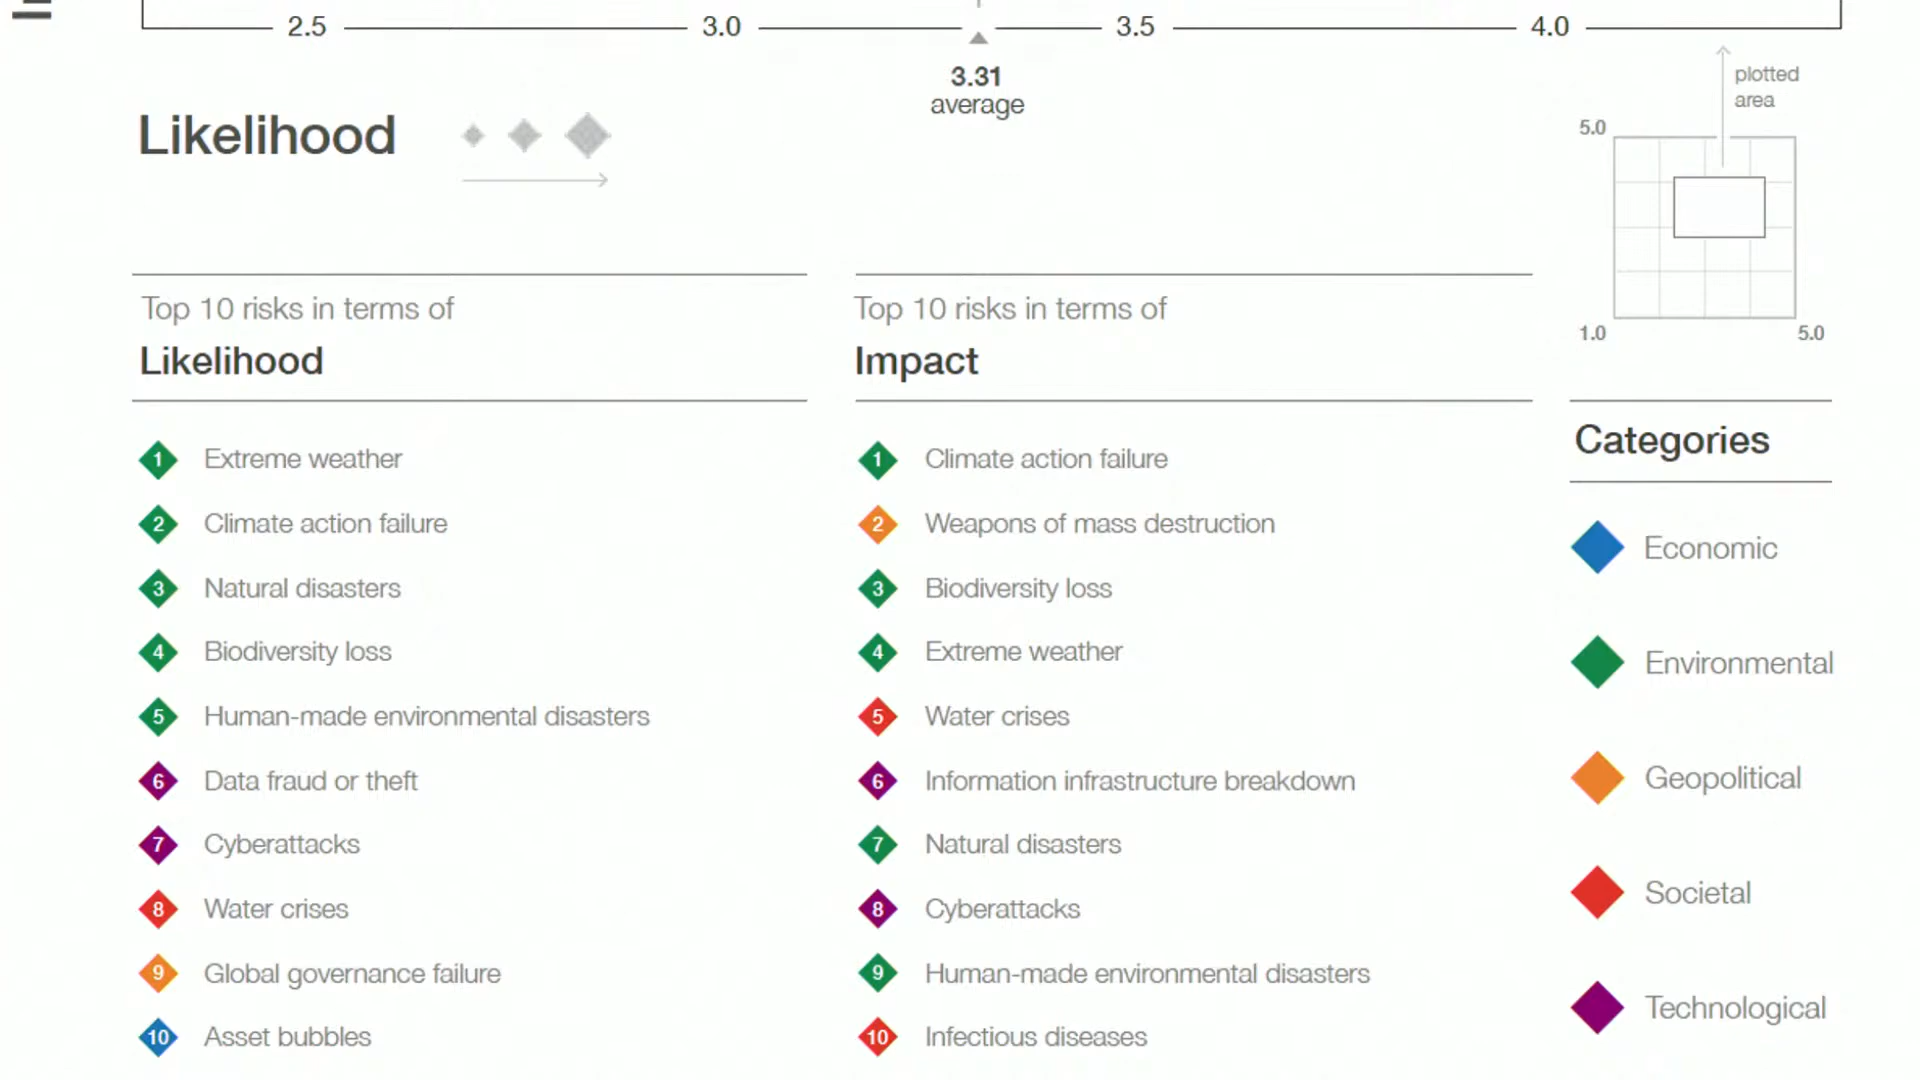 2.5 3.0 3.5 4.0
3.31
average
plotted
area
Likelihood
5.0
1.0 5.0
Top 10 risks in terms of
Likelihood
1 Extreme weather
2 Climate action failure
3 Natural disasters
4 Biodiversity loss
5 Human-made environmental disasters
6 Data fraud or theft
7 Cyberattacks
8 Water crises
9 Global governance failure
10 Asset bubbles
Top 10 risks in terms of
Impact
1 Climate action failure
2 Weapons of mass destruction
3 Biodiversity loss
4 Extreme weather
5 Water crises
6 Information infrastructure breakdown
7 Natural disasters
8 Cyberattacks
9 Human-made environmental disasters
10 Infectious diseases
Categories
Economic
Environmental
Geopolitical
Societal
Technological